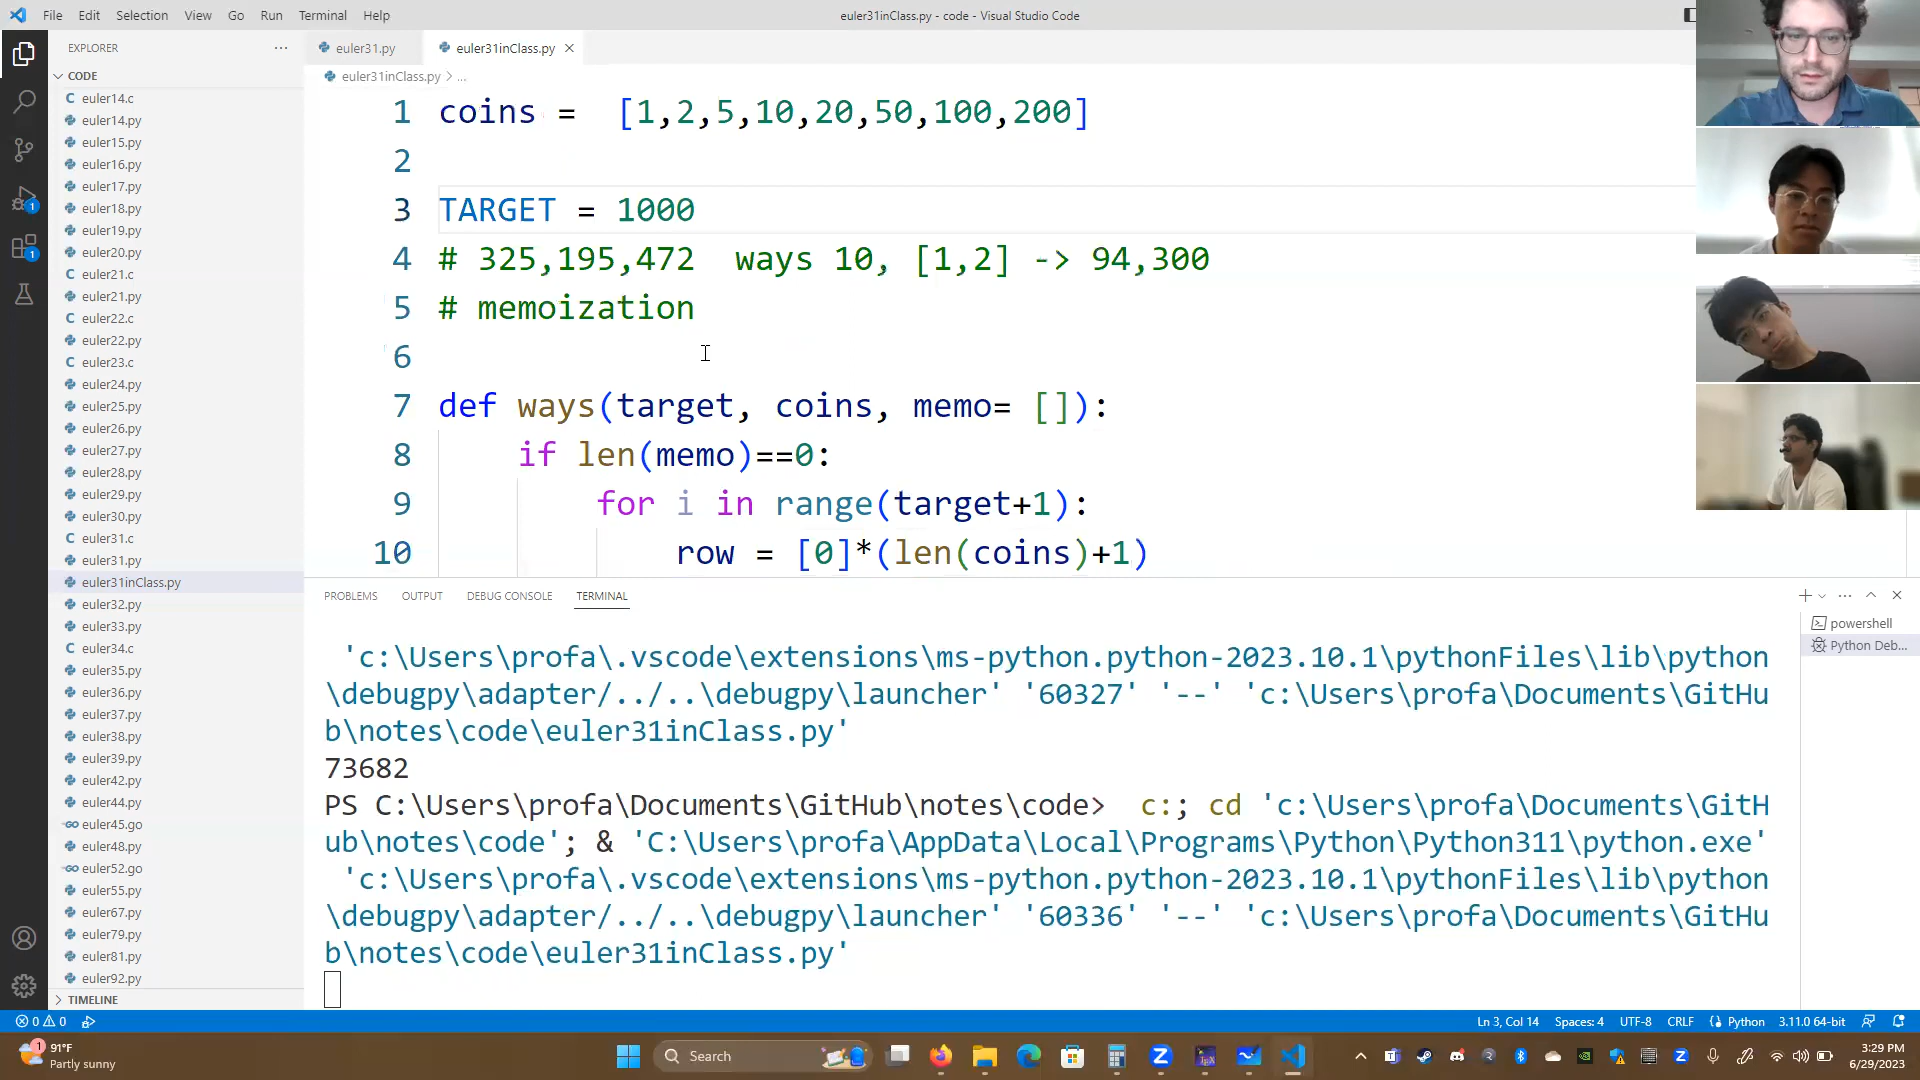 File Edit Selection View Go Run Terminal Help
euler31inClass.py - code - Visual Studio Code
EXPLORER
CODE
euler14.c
euler14.py
euler15.py
euler16.py
euler17.py
euler18.py
euler19.py
euler20.py
euler21.c
euler21.py
euler22.c
euler22.py
euler23.c
euler24.py
euler25.py
euler26.py
euler27.py
euler28.py
euler29.py
euler30.py
euler31.c
euler31.py
euler31inClass.py
euler32.py
euler33.py
euler34.c
euler35.py
euler36.py
euler37.py
euler38.py
euler39.py
euler42.py
euler44.py
euler45.go
euler48.py
euler52.go
euler55.py
euler67.py
euler79.py
euler81.py
euler92.py
TIMELINE
euler31.py euler31inClass.py
euler31inClass.py > ...
1 coins = [1,2,5,10,20,50,100,200]
2
3 TARGET = 1000
4 # 325,195,472 ways 10, [1,2] -> 94,300
5 # memoization
6
7 def ways(target, coins, memo= []):
8 if len(memo)==0:
9 for i in range(target+1):
10 row = [0]*(len(coins)+1)
PROBLEMS OUTPUT DEBUG CONSOLE TERMINAL
powershell
Python Deb...
'c:\Users\profa\.vscode\extensions\ms-python.python-2023.10.1\pythonFiles\lib\python
\debugpy\adapter/../..\debugpy\launcher' '60327' '--' 'c:\Users\profa\Documents\GitHu
b\notes\code\euler31inClass.py'
73682
PS C:\Users\profa\Documents\GitHub\notes\code> c:; cd 'c:\Users\profa\Documents\GitH
ub\notes\code'; & 'C:\Users\profa\AppData\Local\Programs\Python\Python311\python.exe'
'c:\Users\profa\.vscode\extensions\ms-python.python-2023.10.1\pythonFiles\lib\python
\debugpy\adapter/../..\debugpy\launcher' '60336' '--' 'c:\Users\profa\Documents\GitHu
b\notes\code\euler31inClass.py'
0 0
Ln 3, Col 14 Spaces: 4 UTF-8 CRLF Python 3.11.0 64-bit
1
91°F
Partly sunny
Search
3:29 PM
6/29/2023